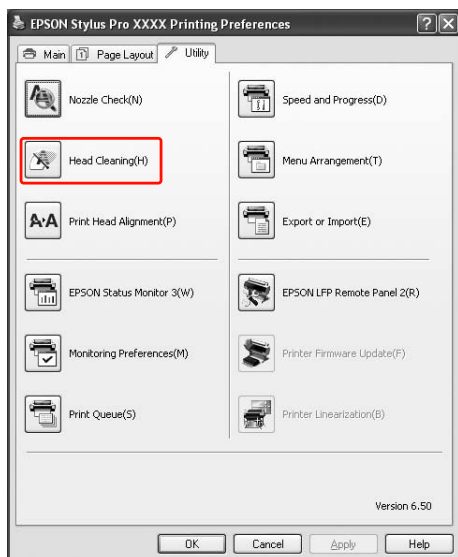 EPSON Stylus Pro XXXX Printing Preferences
Main Page Layout Utility
Nozzle Check(N)
Speed and Progress(D)
Head Cleaning(H)
Menu Arrangement(T)
A·A Print Head Alignment(P)
Export or Import(E)
EPSON Status Monitor 3(W)
EPSON LFP Remote Panel 2(R)
Monitoring Preferences(M)
Printer Firmware Update(F)
Print Queue(S)
Printer Linearization(B)
Version 6.50
OK Cancel Apply Help